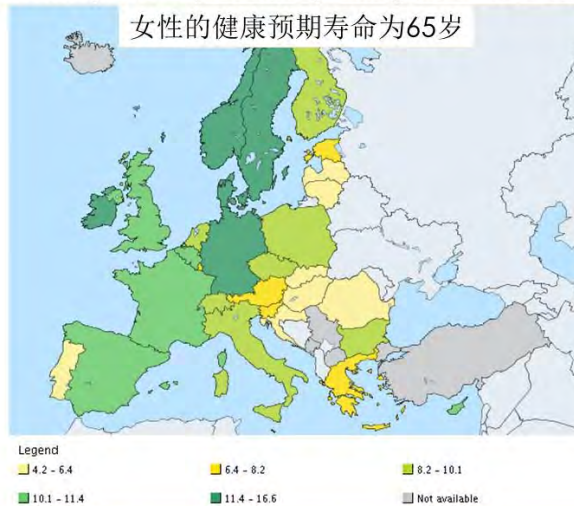 女性的健康预期寿命为65岁
Legend
4.2 - 6.4
6.4 - 8.2
8.2 - 10.1
10.1 - 11.4
11.4 - 16.6
Not available